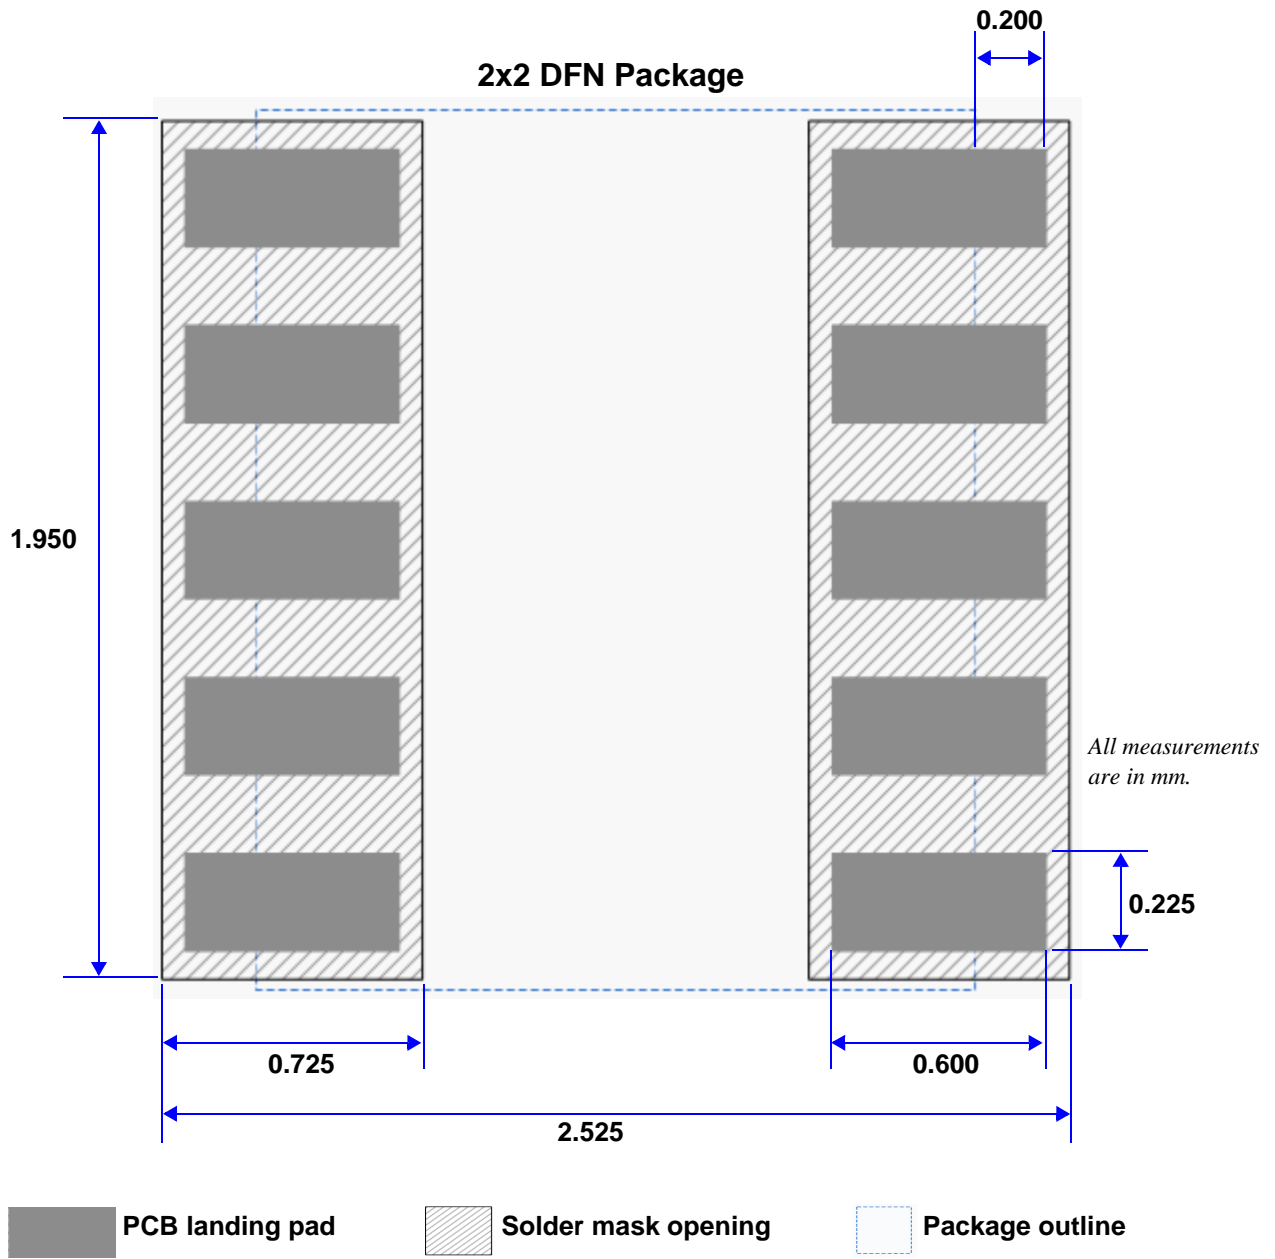 0.200
2x2 DFN Package
1.950
All measurements
are in mm.
0.225
0.725
0.600
2.525
PCB landing pad
Solder mask opening
Package outline